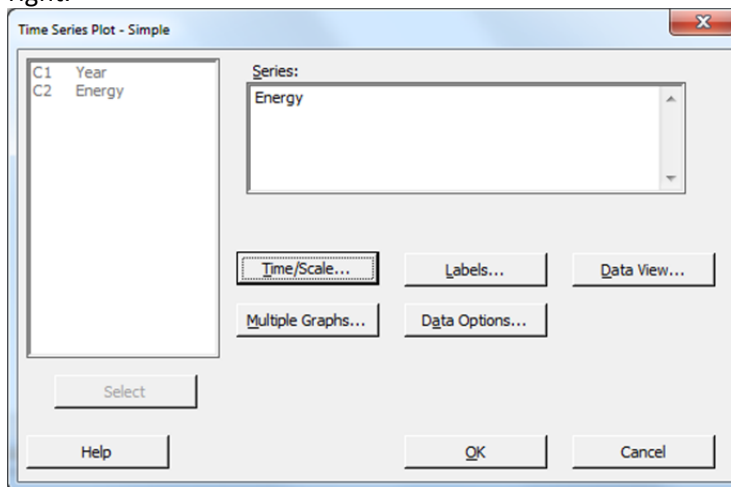 right.
Time Series Plot - Simple
C1 Year
C2 Energy
Series:
Energy
Time/Scale...
Labels...
Data View...
Multiple Graphs...
Data Options...
Select
Help
OK
Cancel